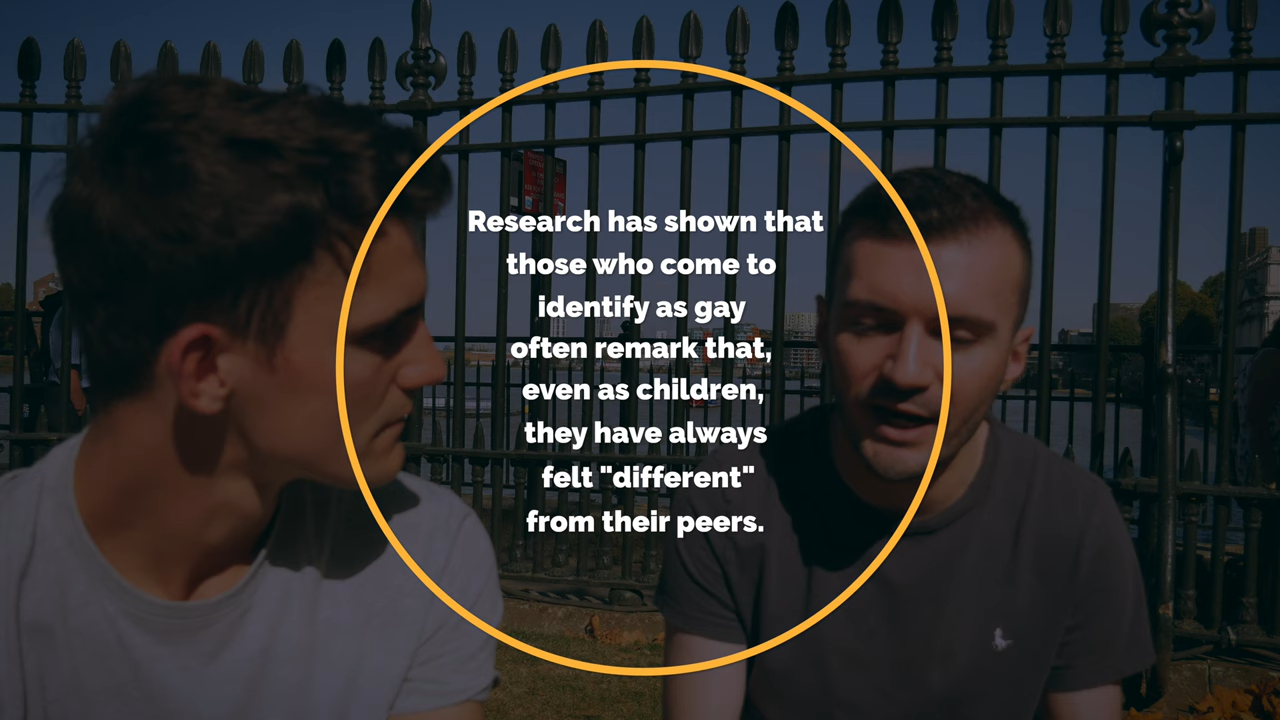 Research has shown that
those who come to
identify as gay
often remark that,
even as children,
they have always
felt "different"
from their peers.